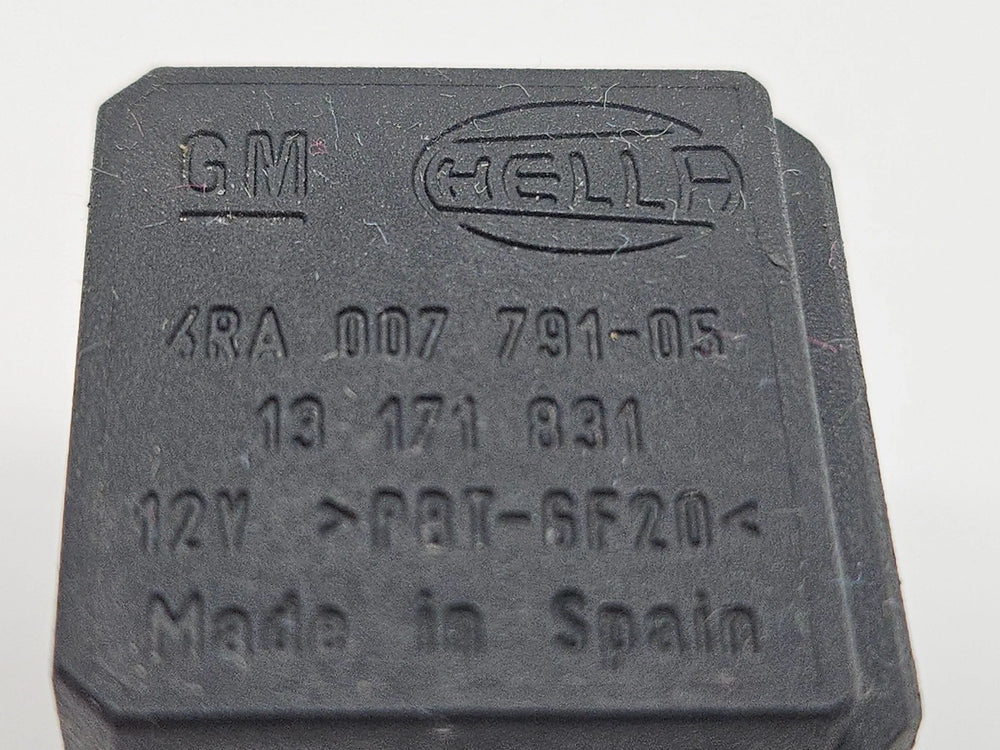 GM HELLA
4RA 007 791-05
13 171 831
12V >PBT-GF20<
Made in Spain